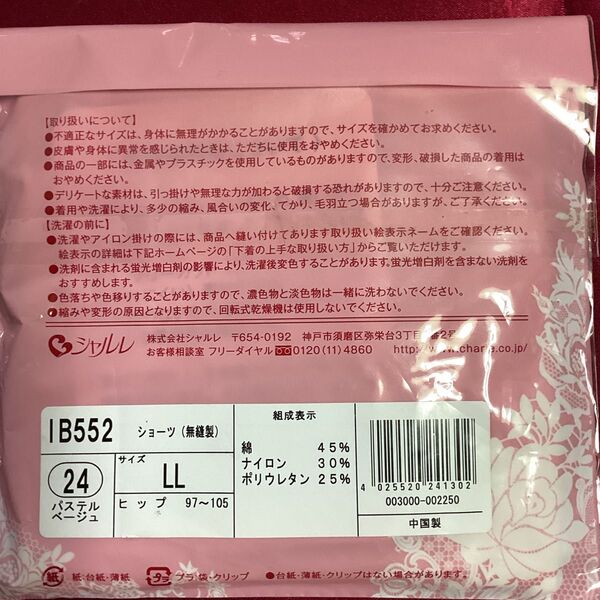 【取り扱いについて】
●不適正なサイズは、身体に無理がかかることがありますので、サイズを確かめてお求めください。
●皮膚や身体に異常を感じられたときは、ただちに使用をおやめください。
●商品の一部には、金属やプラスチックを使用しているものがありますので、変形、破損した商品の着用は
おやめください。
●デリケートな素材は、引っ掛けや無理な力が加わると破損する恐れがありますので、十分ご注意ください。
●着用や洗濯により、多少の縮み、風合いの変化、てかり、毛羽立つ場合がありますが、ご了承ください。
【洗濯の前に】
●洗濯やアイロン掛けの際には、商品へ縫い付けてあります取り扱い絵表示ネームをご確認ください。
絵表示の詳細は下記ホームページ「下着の上手な取り扱い方」からご覧いただけます。
●洗剤に含まれる蛍光増白剤の影響により、洗濯後変色することがあります。蛍光増白剤を含まない洗剤を
おすすめします。
●色落ちや色移りすることがありますので、濃色物と淡色物は一緒に洗わないでください。
●縮みや変形の原因となりますので、回転式乾燥機は使用しないでください。
シャルレ 株式会社シャルレ 〒654-0192 神戸市須磨区弥栄台3丁目 番2号
お客様相談室 フリーダイヤル 0120(11)4860 http://www.charle.co.jp/
IB552 ショーツ(無縫製)
24
パステル
ベージュ
サイズ LL
ヒップ 97～105
組成表示
綿 45%
ナイロン 30%
ポリウレタン 25%
4 025520 241302
003000-002250
中国製
紙 紙:台紙・薄紙 プラ プラ:袋・クリップ ●台紙・薄紙・クリップはない場合があります。